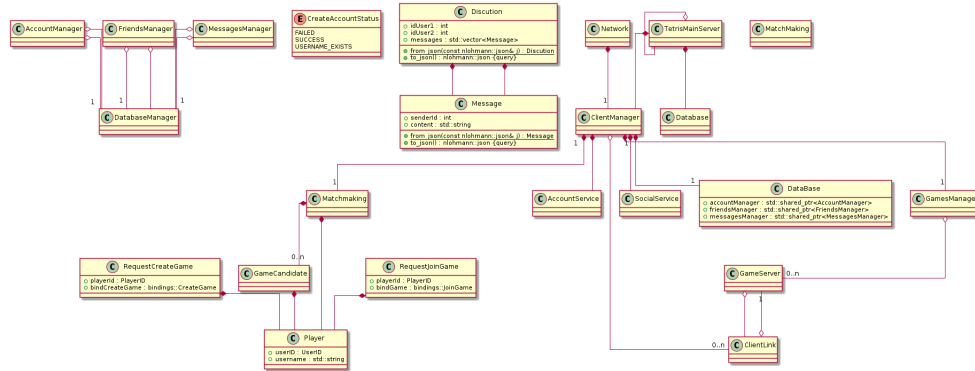 C AccountManager
C FriendsManager
C MessagesManager
E CreateAccountStatus
FAILED
SUCCESS
USERNAME_EXISTS
C Discution
idUser1 : int
idUser2 : int
messages : std::vector<Message>
from_json(const nlohmann::json& j) : Discution
to_json() : nlohmann::json {query}
C Network
C TetrisMainServer
C MatchMaking
1
1
1
C DatabaseManager
C Message
senderId : int
content : std::string
from_json(const nlohmann::json& j) : Message
to_json() : nlohmann::json {query}
1
C ClientManager
C Database
1
1
1
1
1
C Matchmaking
C AccountService
C SocialService
C DataBase
accountManager : std::shared_ptr<AccountManager>
friendsManager : std::shared_ptr<FriendsManager>
messagesManager : std::shared_ptr<MessagesManager>
C GamesManage
0..n
C RequestCreateGame
playerId : PlayerID
bindCreateGame : bindings::CreateGame
C GameCandidate
C RequestJoinGame
playerId : PlayerID
bindGame : bindings::JoinGame
C GameServer
0..n
1
C Player
userID : UserID
username : std::string
0..n
C ClientLink